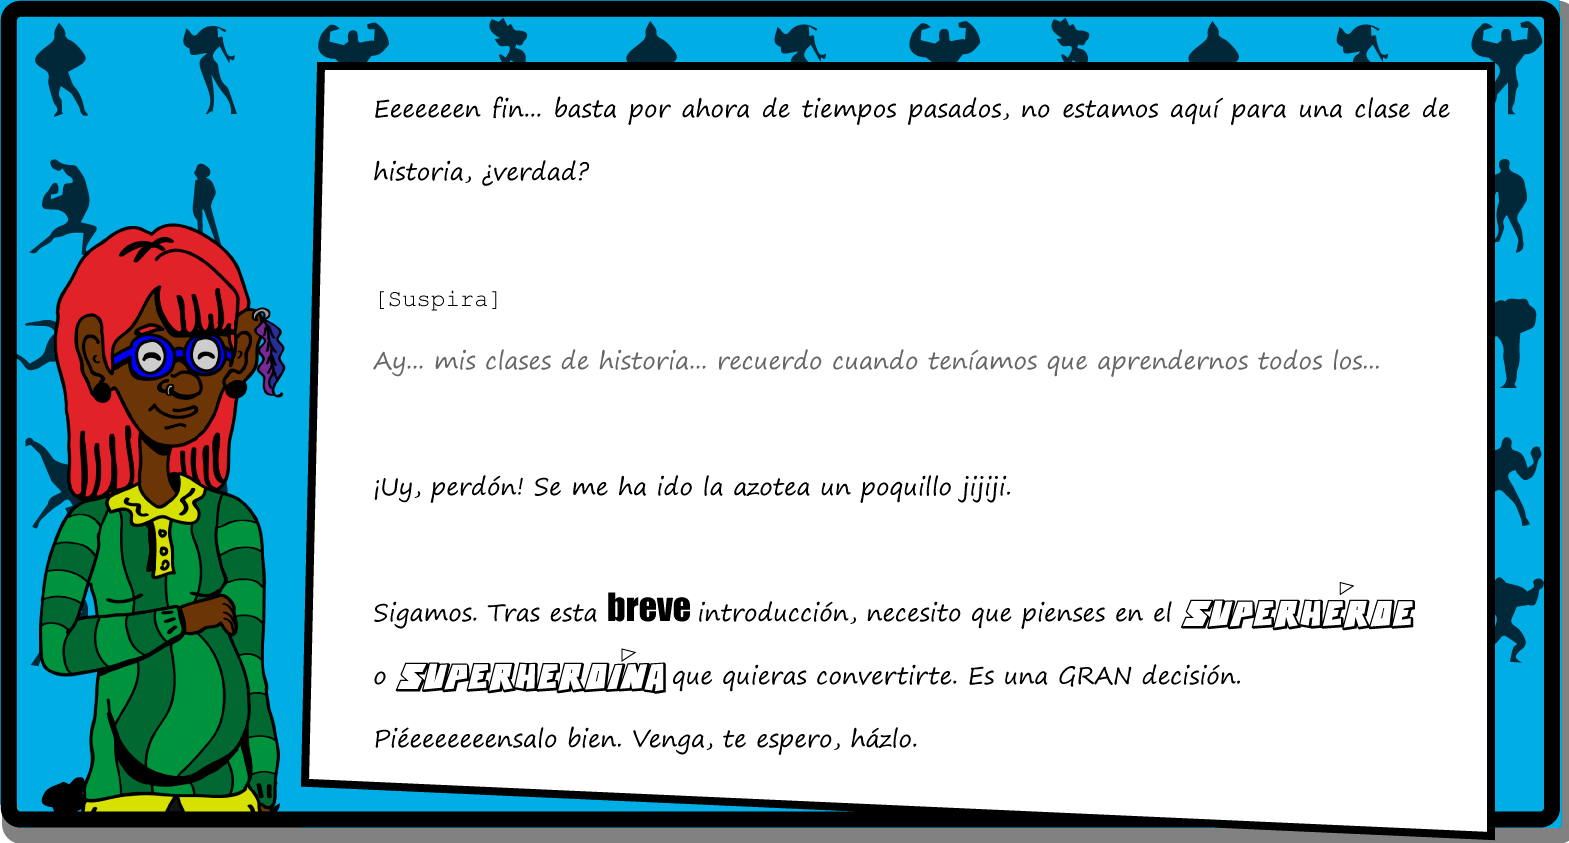 Eeeeeeen fin... basta por ahora de tiempos pasados, no estamos aquí para una clase de
historia, ¿verdad?
[Suspira]
Ay... mis clases de historia... recuerdo cuando teníamos que aprendernos todos los...
¡Uy, perdón! Se me ha ido la azotea un poquillo jijiji.
Sigamos. Tras esta breve introducción, necesito que pienses en el SUPERHÉROE
o SUPERHEROÍNA que quieras convertirte. Es una GRAN decisión.
Piéeeeeeeensalo bien. Venga, te espero, házlo.